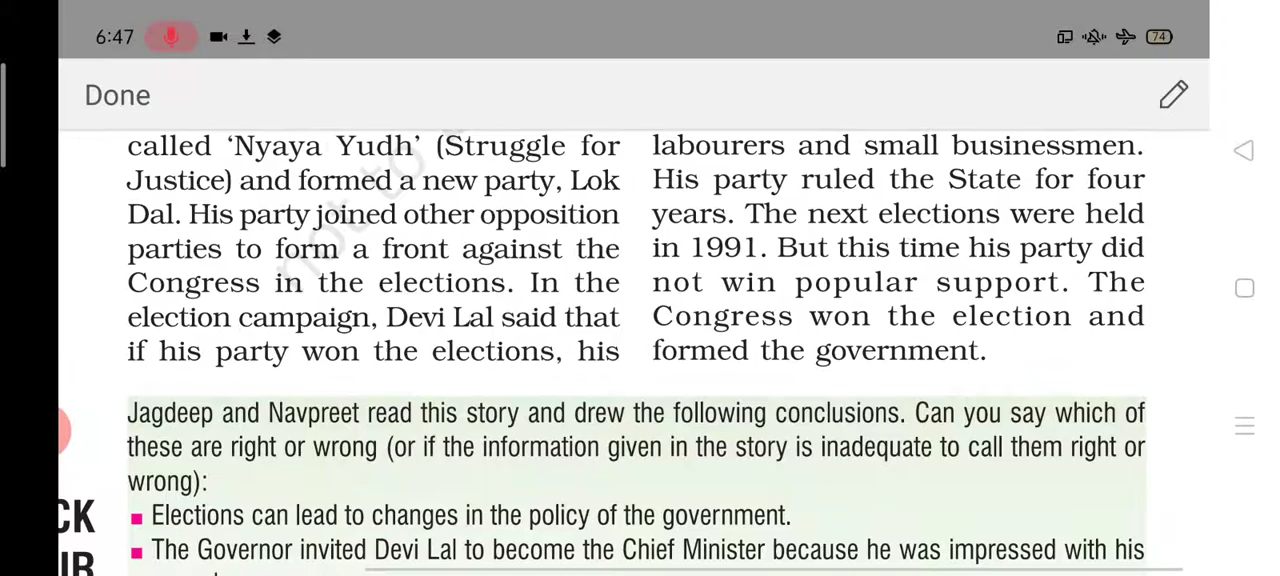 6:47
74
Done
called ‘Nyaya Yudh’ (Struggle for
Justice) and formed a new party, Lok
Dal. His party joined other opposition
parties to form a front against the
Congress in the elections. In the
election campaign, Devi Lal said that
if his party won the elections, his
labourers and small businessmen.
His party ruled the State for four
years. The next elections were held
in 1991. But this time his party did
not win popular support. The
Congress won the election and
formed the government.
not to
Jagdeep and Navpreet read this story and drew the following conclusions. Can you say which of
these are right or wrong (or if the information given in the story is inadequate to call them right or
wrong):
CK
UR
■ Elections can lead to changes in the policy of the government.
■ The Governor invited Devi Lal to become the Chief Minister because he was impressed with his